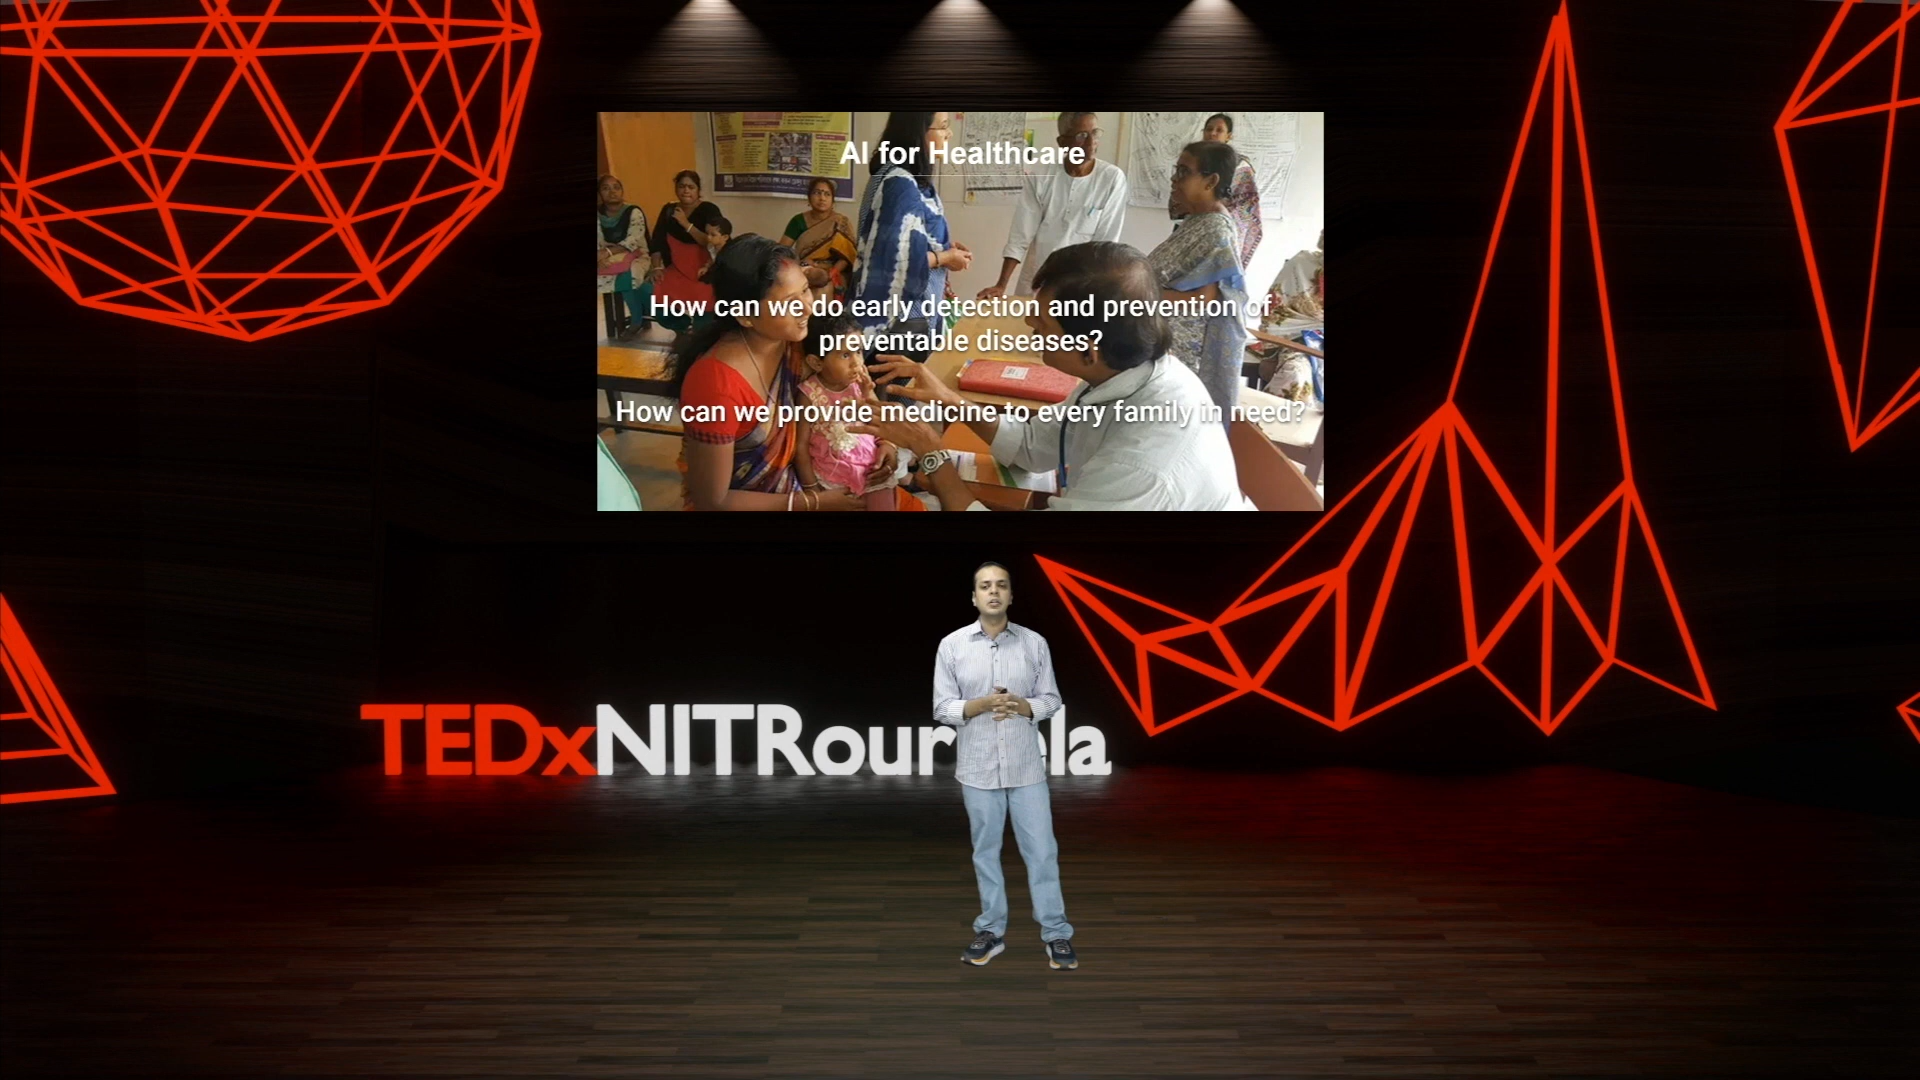 AI for Healthcare
How can we do early detection and prevention of
preventable diseases?
How can we provide medicine to every family in need?
TEDxNITRour ela